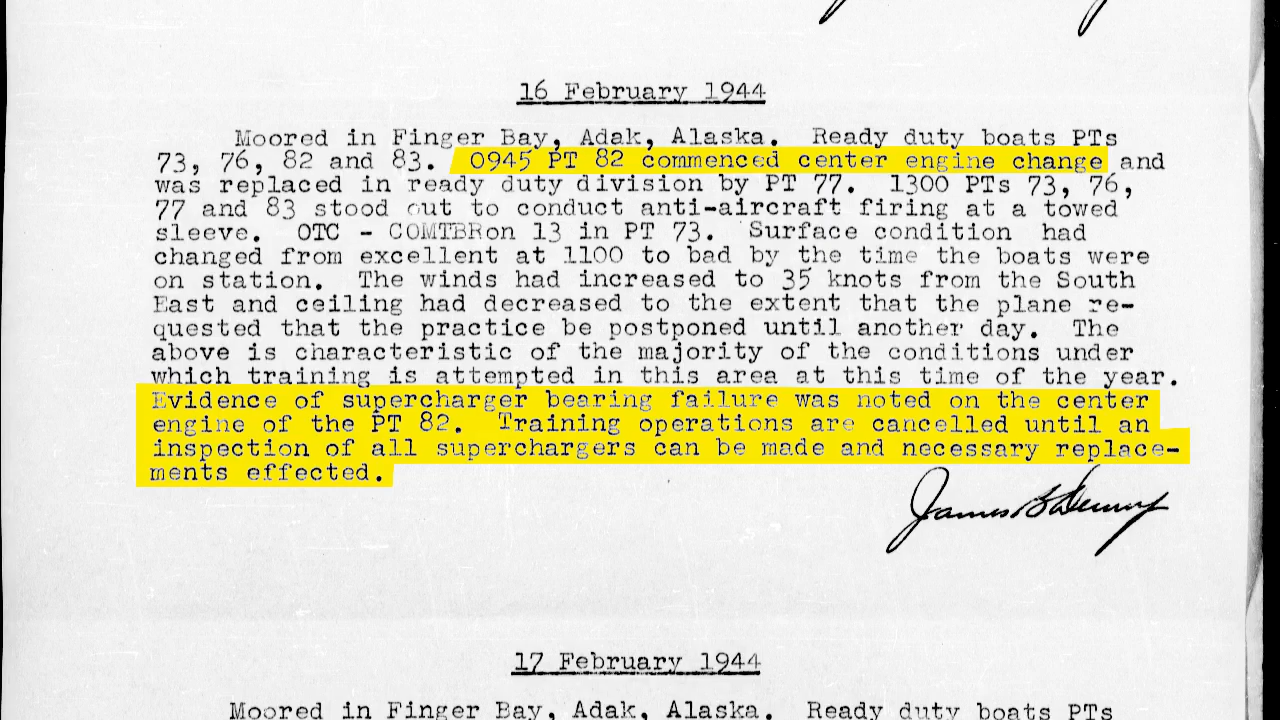 16 February 1944
Moored in Finger Bay, Adak, Alaska. Ready duty boats PTs
73, 76, 82 and 83. 0945 PT 82 commenced center engine change and
was replaced in ready duty division by PT 77. 1300 PTs 73, 76,
77 and 83 stood out to conduct anti-aircraft firing at a towed
sleeve. OTC - COMTBRon 13 in PT 73. Surface condition had
changed from excellent at 1100 to bad by the time the boats were
on station. The winds had increased to 35 knots from the South
East and ceiling had decreased to the extent that the plane re-
quested that the practice be postponed until another day. The
above is characteristic of the majority of the conditions under
which training is attempted in this area at this time of the year.
Evidence of supercharger bearing failure was noted on the center
engine of the PT 82. Training operations are cancelled until an
inspection of all superchargers can be made and necessary replace-
ments effected.
James B Denny
17 February 1944
Moored in Finger Bay, Adak, Alaska. Ready duty boats PTs